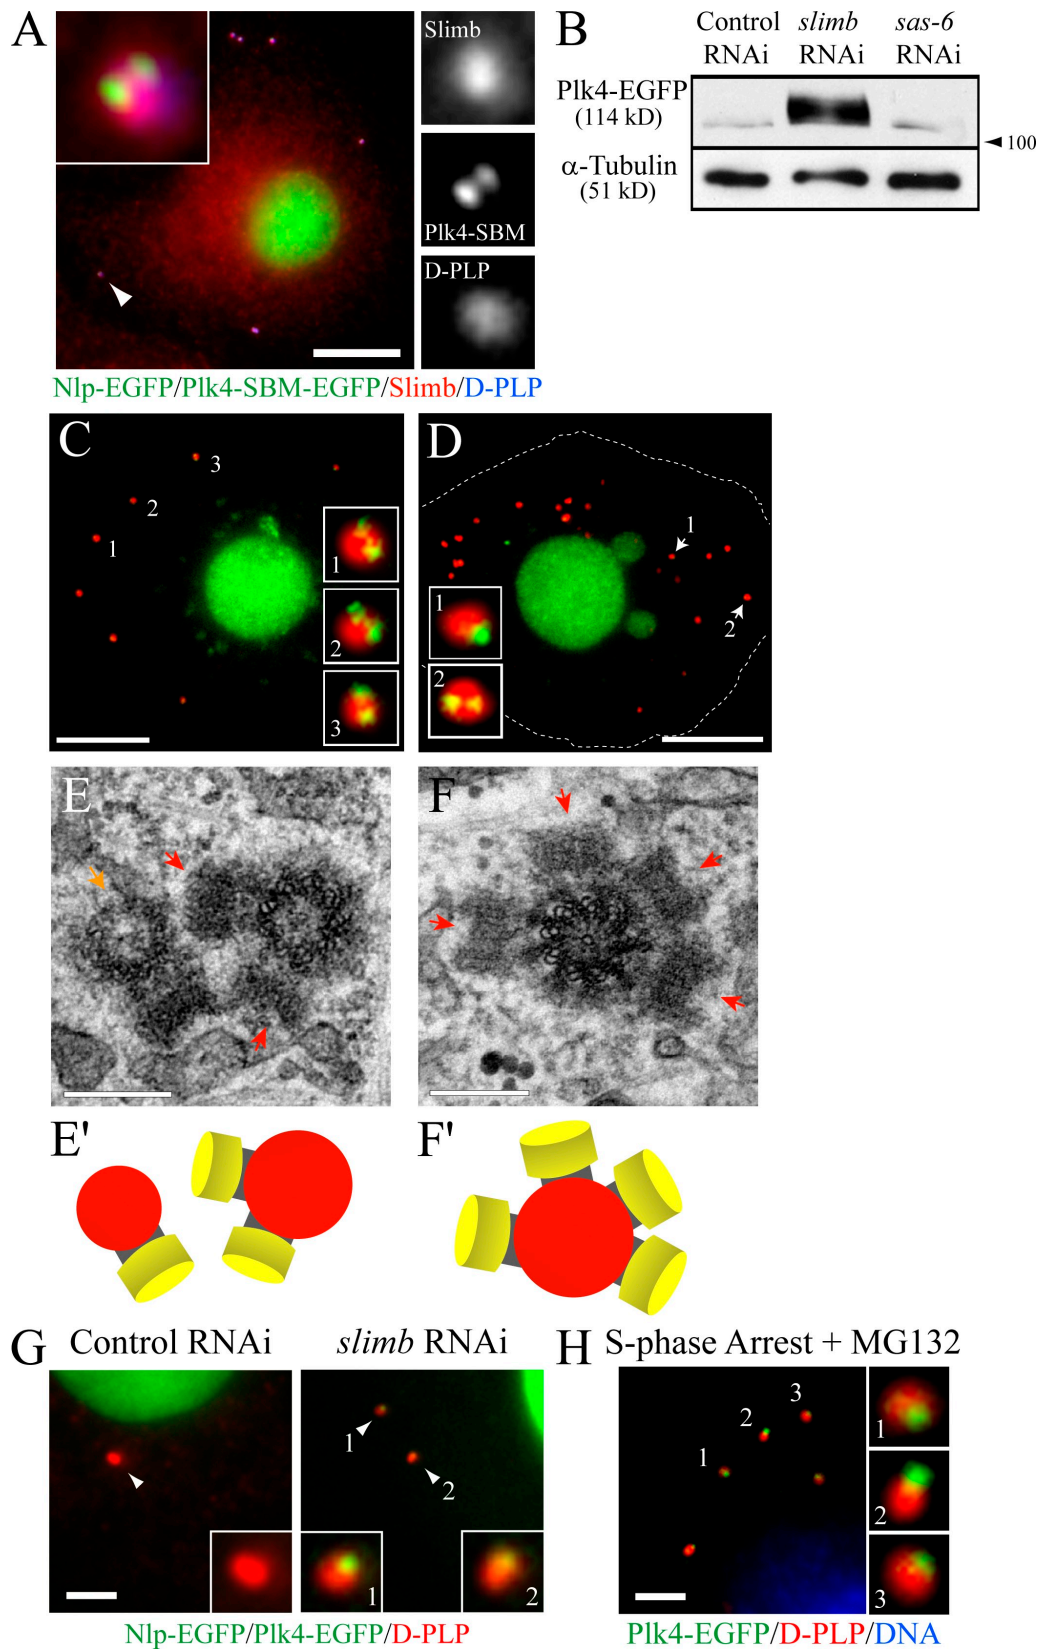 A
Slimb
Plk4-SBM
D-PLP
Nlp-EGFP/Plk4-SBM-EGFP/Slimb/D-PLP
B
Control RNAi
slimb RNAi
sas-6 RNAi
Plk4-EGFP
(114 kD)
100
α-Tubulin
(51 kD)
C
3
2
1
1
2
3
D
1
2
1
2
E
F
E'
F'
G
Control RNAi
slimb RNAi
1
2
1
2
Nlp-EGFP/Plk4-EGFP/D-PLP
H
S-phase Arrest + MG132
3
2
1
1
2
3
Plk4-EGFP/D-PLP/DNA